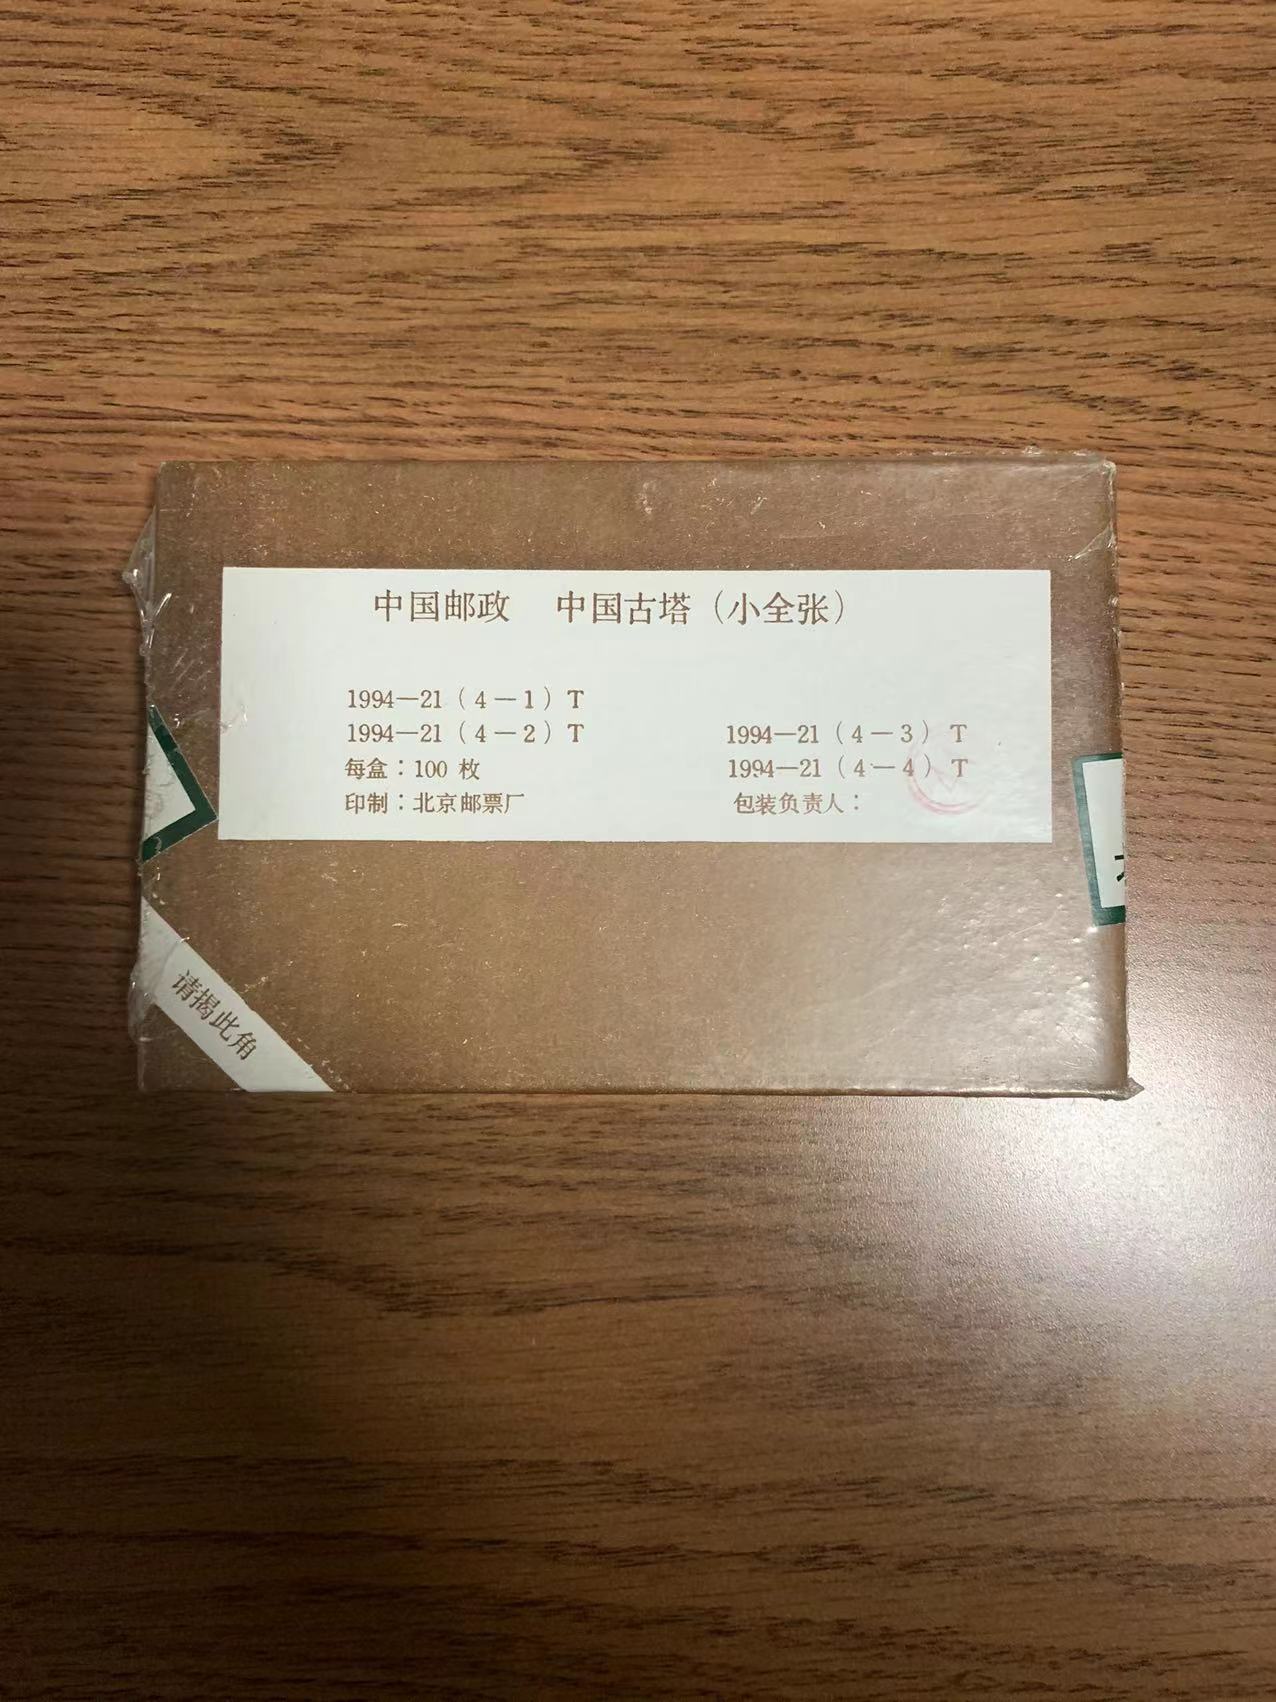 中国邮政　中国古塔（小全张）
1994—21（4—1）T
1994—21（4—2）T　1994—21（4—3）T
每盒：100 枚　1994—21（4—4）T
印制：北京邮票厂　包装负责人：
请揭此角